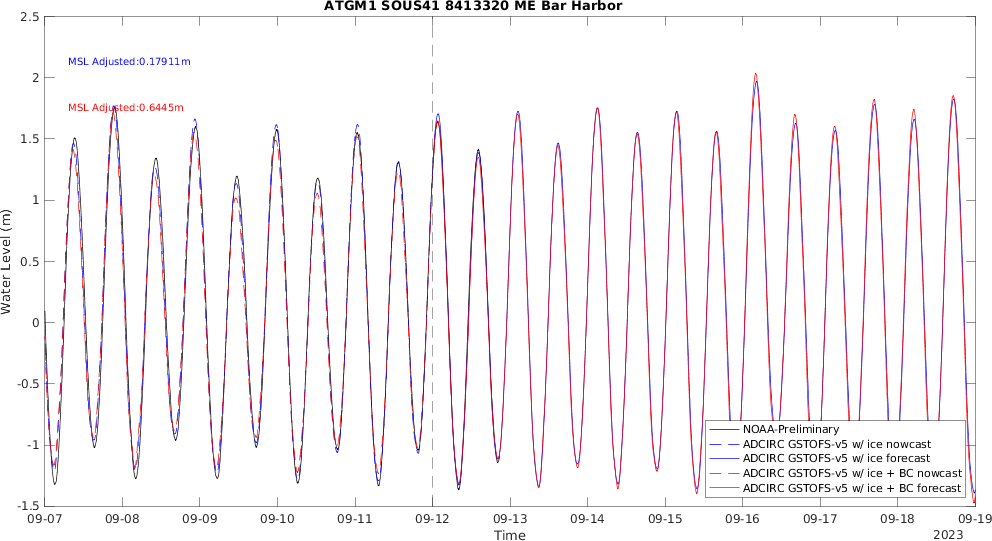 ATGM1 SOUS41 8413320 ME Bar Harbor
MSL Adjusted:0.17911m
MSL Adjusted:0.6445m
Water Level (m)
2.5
2
1.5
1
0.5
0
-0.5
-1
-1.5
NOAA-Preliminary
ADCIRC GSTOFS-v5 w/ ice nowcast
ADCIRC GSTOFS-v5 w/ ice forecast
ADCIRC GSTOFS-v5 w/ ice + BC nowcast
ADCIRC GSTOFS-v5 w/ ice + BC forecast
09-07 09-08 09-09 09-10 09-11 09-12 09-13 09-14 09-15 09-16 09-17 09-18 09-19
Time
2023